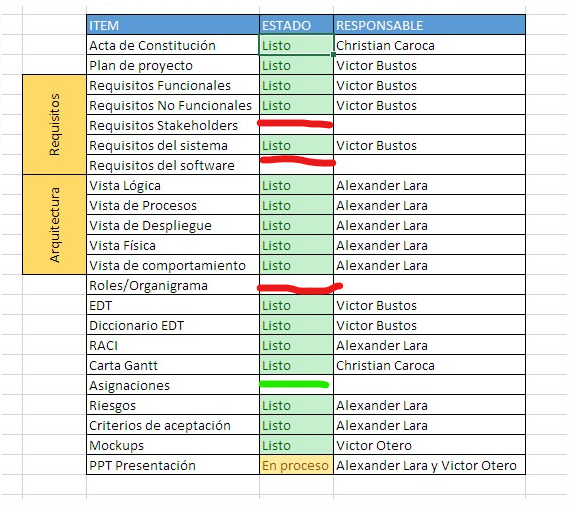 ITEM ESTADO RESPONSABLE
Acta de Constitución Listo Christian Caroca
Plan de proyecto Listo Victor Bustos
Requisitos
Requisitos Funcionales Listo Victor Bustos
Requisitos No Funcionales Listo Victor Bustos
Requisitos Stakeholders
Requisitos del sistema Listo Victor Bustos
Requisitos del software
Arquitectura
Vista Lógica Listo Alexander Lara
Vista de Procesos Listo Alexander Lara
Vista de Despliegue Listo Alexander Lara
Vista Física Listo Alexander Lara
Vista de comportamiento Listo Alexander Lara
Roles/Organigrama
EDT Listo Victor Bustos
Diccionario EDT Listo Victor Bustos
RACI Listo Alexander Lara
Carta Gantt Listo Christian Caroca
Asignaciones
Riesgos Listo Alexander Lara
Criterios de aceptación Listo Alexander Lara
Mockups Listo Victor Otero
PPT Presentación En proceso Alexander Lara y Victor Otero